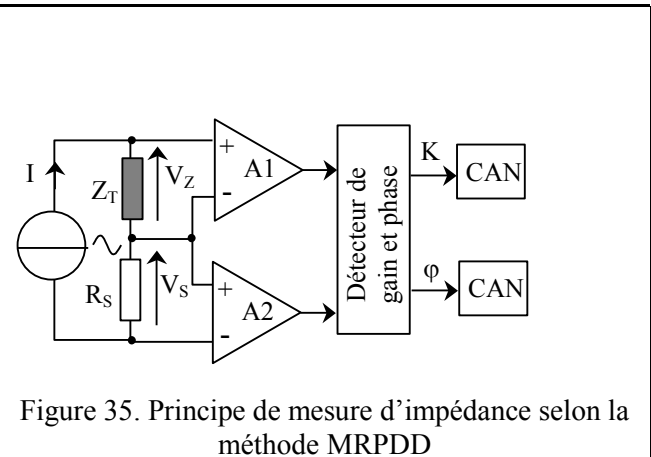 I
Z_T
V_Z
+
-
A1
R_S
V_S
+
-
A2
Détecteur de
gain et phase
K
CAN
φ
CAN
Figure 35. Principe de mesure d'impédance selon la
méthode MRPDD